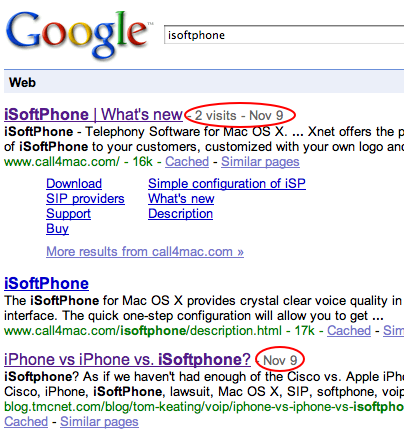 Google™
isoftphone
Web
iSoftPhone | What's new - 2 visits - Nov 9
iSoftPhone - Telephony Software for Mac OS X. ... Xnet offers the p
of iSoftPhone to your customers, customized with your own logo and
www.call4mac.com/ - 16k - Cached - Similar pages
Download Simple configuration of iSP
SIP providers What's new
Support Description
Buy
More results from call4mac.com »
iSoftPhone
The iSoftPhone for Mac OS X provides crystal clear voice quality in
interface. The quick one-step configuration will allow you to get ...
www.call4mac.com/isoftphone/description.html - 17k - Cached - Sim
iPhone vs iPhone vs. iSoftphone? - Nov 9
iSoftphone? As if we haven't had enough of the Cisco vs. Apple iPh
Cisco, iPhone, iSoftPhone, lawsuit, Mac OS X, SIP, softphone, voip
blog.tmcnet.com/blog/tom-keating/voip/iphone-vs-iphone-vs-isoftph
Cached - Similar pages